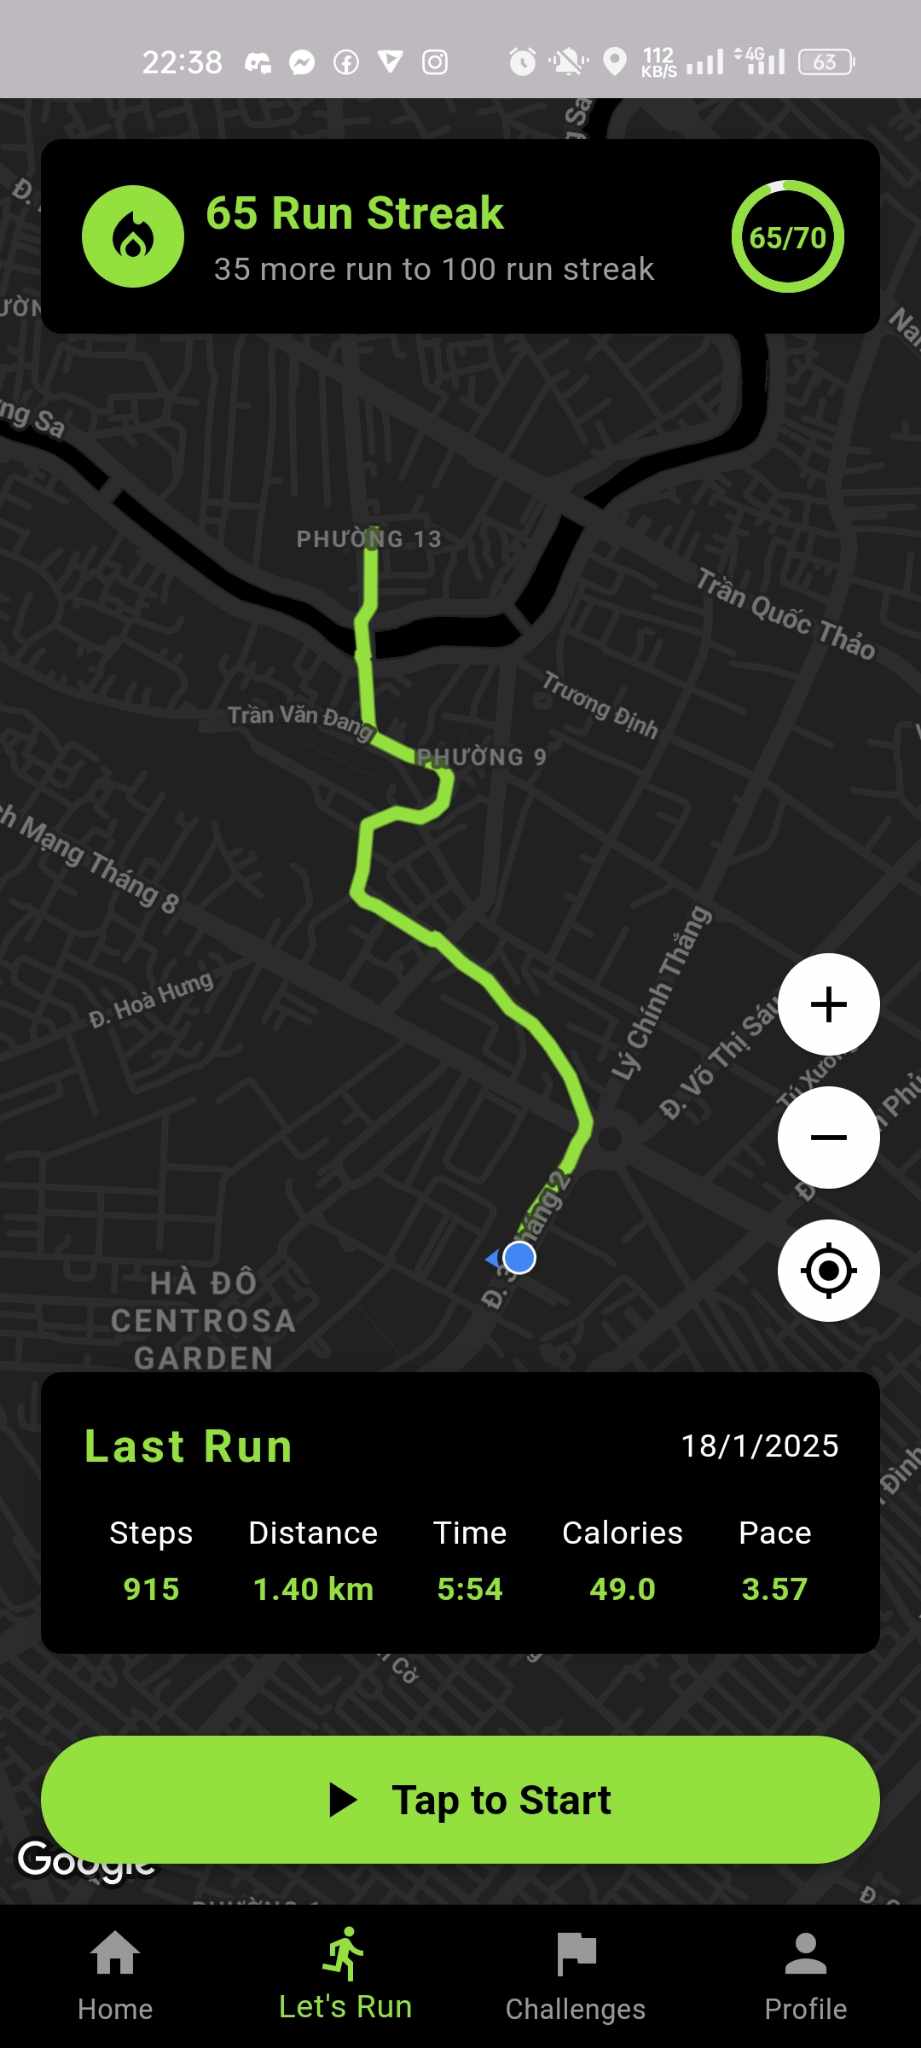 22:38
112
KB/S
4G
63
65 Run Streak
35 more run to 100 run streak
65/70
PHƯỜNG 13
Trần Quốc Thảo
Trương Định
Trần Văn Đang
PHƯỜNG 9
Mạng Tháng 8
Lý Chính Thắng
Đ. Hoà Hưng
Đ. Võ Thị Sáu
HÀ ĐÔ
CENTROSA
GARDEN
Last Run
18/1/2025
Steps
Distance
Time
Calories
Pace
915
1.40 km
5:54
49.0
3.57
Tap to Start
Google
Home
Let's Run
Challenges
Profile